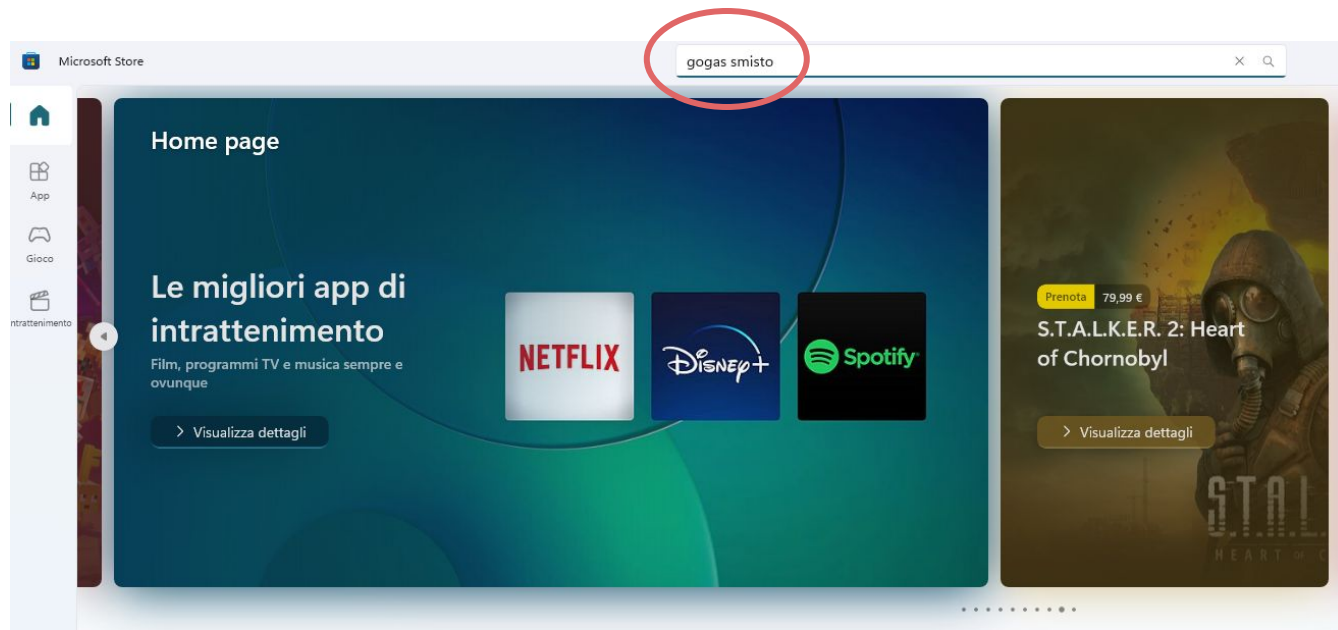 Microsoft Store
gogas smisto
App
Gioco
ntrattenimento
Home page
Le migliori app di
intrattenimento
Film, programmi TV e musica sempre e
ovunque
Visualizza dettagli
NETFLIX
Disney+
Spotify
Prenota 79,99 €
S.T.A.L.K.E.R. 2: Heart
of Chornobyl
Visualizza dettagli
S.T.A.L.
HEART OF C